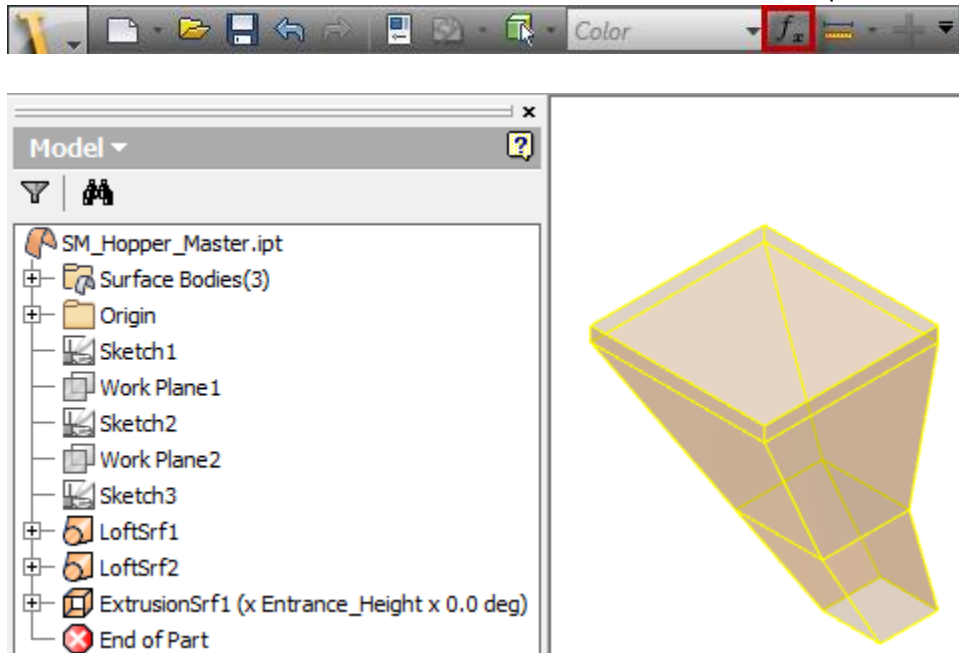 Color
fx
Model
SM_Hopper_Master.ipt
Surface Bodies(3)
Origin
Sketch1
Work Plane1
Sketch2
Work Plane2
Sketch3
LoftSrf1
LoftSrf2
ExtrusionSrf1 (x Entrance_Height x 0.0 deg)
End of Part